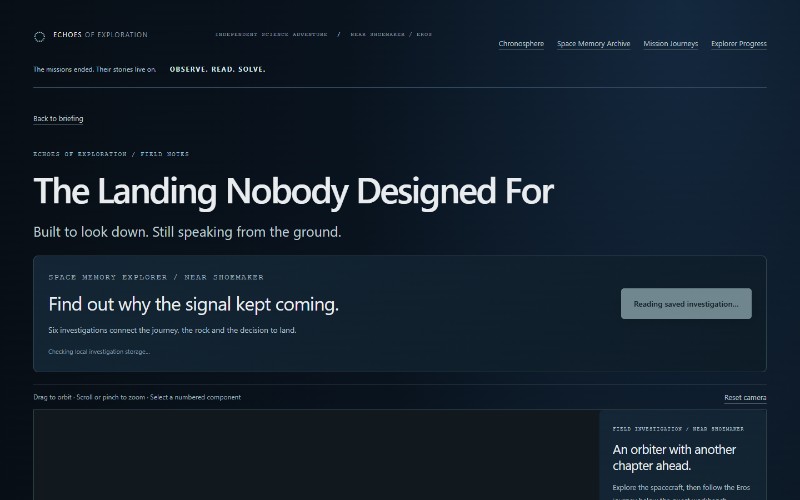 ECHOES OF EXPLORATION
INDEPENDENT SCIENCE ADVENTURE / NEAR SHOEMAKER / EROS
Chronosphere
Space Memory Archive
Mission Journeys
Explorer Progress
The missions ended. Their stories live on.
OBSERVE. READ. SOLVE.
Back to briefing
ECHOES OF EXPLORATION / FIELD NOTES
The Landing Nobody Designed For
Built to look down. Still speaking from the ground.
SPACE MEMORY EXPLORER / NEAR SHOEMAKER
Find out why the signal kept coming.
Six investigations connect the journey, the rock and the decision to land.
Checking local investigation storage...
Reading saved investigation...
Drag to orbit · Scroll or pinch to zoom · Select a numbered component
Reset camera
FIELD INVESTIGATION / NEAR SHOEMAKER
An orbiter with another
chapter ahead.
Explore the spacecraft, then follow the Eros